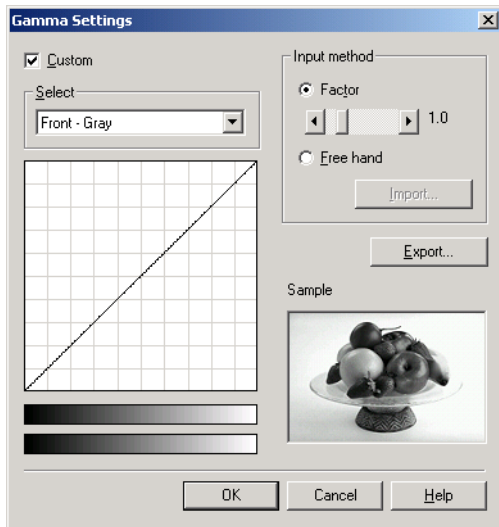 Gamma Settings
Custom
Select
Front - Gray
Input method
Factor
1.0
Free hand
Import...
Export...
Sample
OK
Cancel
Help